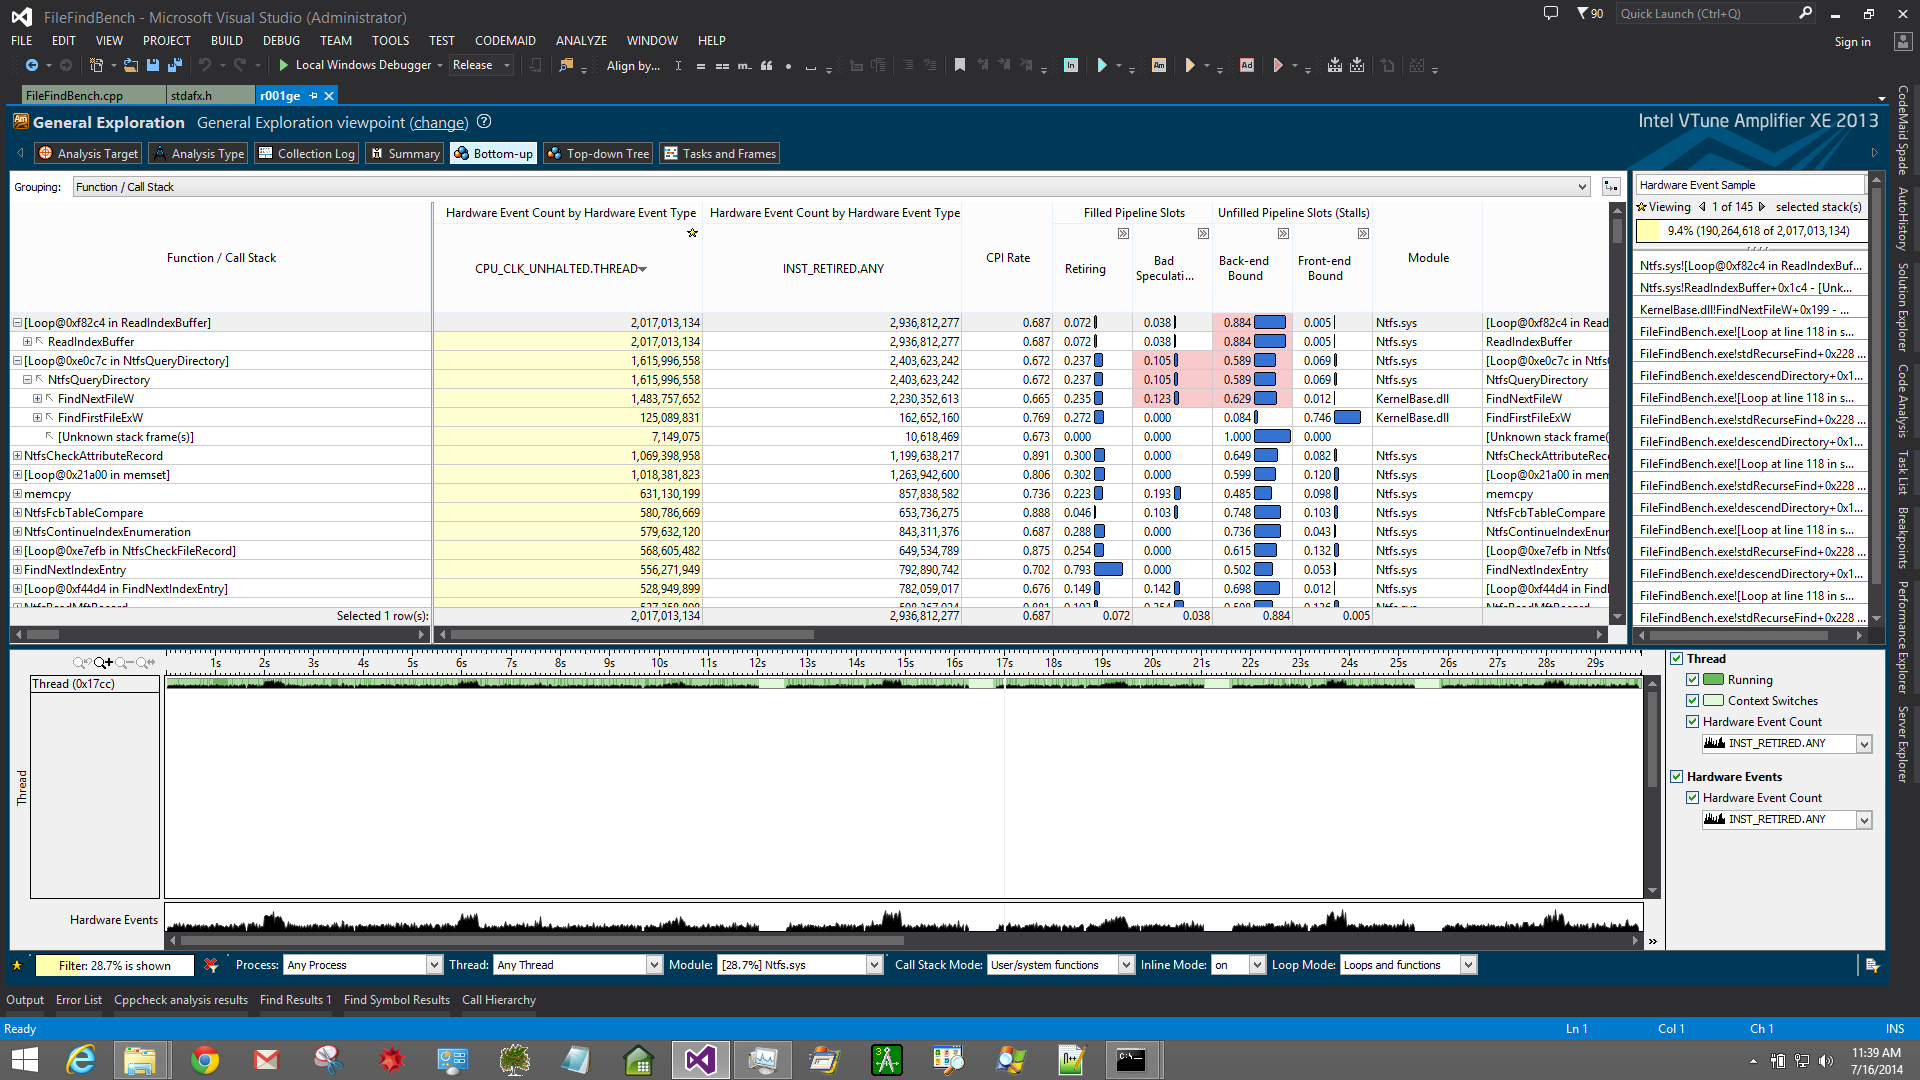 FileFindBench - Microsoft Visual Studio (Administrator)
90
Quick Launch (Ctrl+Q)
FILE EDIT VIEW PROJECT BUILD DEBUG TEAM TOOLS TEST CODEMAID ANALYZE WINDOW HELP
Sign in
Local Windows Debugger Release Align by...
FileFindBench.cpp stdafx.h r001ge
General Exploration General Exploration viewpoint (change)
Intel VTune Amplifier XE 2013
Analysis Target Analysis Type Collection Log Summary Bottom-up Top-down Tree Tasks and Frames
Grouping: Function / Call Stack
Function / Call Stack
Hardware Event Count by Hardware Event Type Hardware Event Count by Hardware Event Type Filled Pipeline Slots Unfilled Pipeline Slots (Stalls)
CPU_CLK_UNHALTED.THREAD INST_RETIRED.ANY CPI Rate Retiring Bad Speculati... Back-end Bound Front-end Bound Module
[Loop@0xf82c4 in ReadIndexBuffer] 2,017,013,134 2,936,812,277 0.687 0.072 0.038 0.884 0.005 Ntfs.sys [Loop@0xf82c4 in Read
ReadIndexBuffer 2,017,013,134 2,936,812,277 0.687 0.072 0.038 0.884 0.005 Ntfs.sys ReadIndexBuffer
[Loop@0xe0c7c in NtfsQueryDirectory] 1,615,996,558 2,403,623,242 0.672 0.237 0.105 0.589 0.069 Ntfs.sys [Loop@0xe0c7c in NtfsQ
NtfsQueryDirectory 1,615,996,558 2,403,623,242 0.672 0.237 0.105 0.589 0.069 Ntfs.sys NtfsQueryDirectory
FindNextFileW 1,483,757,652 2,230,352,613 0.665 0.235 0.123 0.629 0.012 KernelBase.dll FindNextFileW
FindFirstFileExW 125,089,831 162,652,160 0.769 0.272 0.000 0.084 0.746 KernelBase.dll FindFirstFileExW
[Unknown stack frame(s)] 7,149,075 10,618,469 0.673 0.000 0.000 1.000 0.000 [Unknown stack frame(s
NtfsCheckAttributeRecord 1,069,398,958 1,199,638,217 0.891 0.300 0.000 0.649 0.082 Ntfs.sys NtfsCheckAttributeReco
[Loop@0x21a00 in memset] 1,018,381,823 1,263,942,600 0.806 0.302 0.000 0.599 0.120 Ntfs.sys [Loop@0x21a00 in mem
memcpy 631,130,199 857,838,582 0.736 0.223 0.193 0.485 0.098 Ntfs.sys memcpy
NtfsFcbTableCompare 580,786,669 653,736,275 0.888 0.046 0.103 0.748 0.103 Ntfs.sys NtfsFcbTableCompare
NtfsContinueIndexEnumeration 579,632,120 843,311,376 0.687 0.288 0.000 0.736 0.043 Ntfs.sys NtfsContinueIndexEnur
[Loop@0xe7efb in NtfsCheckFileRecord] 568,605,482 649,534,789 0.875 0.254 0.000 0.615 0.132 Ntfs.sys [Loop@0xe7efb in NtfsC
FindNextIndexEntry 556,271,949 792,890,742 0.702 0.793 0.000 0.502 0.053 Ntfs.sys FindNextIndexEntry
[Loop@0xf44d4 in FindNextIndexEntry] 528,949,899 782,059,017 0.676 0.149 0.142 0.698 0.012 Ntfs.sys [Loop@0xf44d4 in FindI
Selected 1 row(s): 2,017,013,134 2,936,812,277 0.687 0.072 0.038 0.884 0.005
Hardware Event Sample
Viewing 1 of 145 selected stack(s)
9.4% (190,264,618 of 2,017,013,134)
Ntfs.sys![Loop@0xf82c4 in ReadIndexBuf...
Ntfs.sys!ReadIndexBuffer+0x1c4 - [Unk...
KernelBase.dll!FindNextFileW+0x199 - ...
FileFindBench.exe![Loop at line 118 in s...
FileFindBench.exe!stdRecurseFind+0x228 ...
FileFindBench.exe!descendDirectory+0x1...
FileFindBench.exe![Loop at line 118 in s...
FileFindBench.exe!stdRecurseFind+0x228 ...
FileFindBench.exe!descendDirectory+0x1...
FileFindBench.exe![Loop at line 118 in s...
FileFindBench.exe!stdRecurseFind+0x228 ...
FileFindBench.exe!descendDirectory+0x1...
FileFindBench.exe![Loop at line 118 in s...
FileFindBench.exe!stdRecurseFind+0x228 ...
FileFindBench.exe!descendDirectory+0x1...
FileFindBench.exe![Loop at line 118 in s...
FileFindBench.exe!stdRecurseFind+0x228 ...
CodeMaid Spade
AutoHistory
Solution Explorer
Code Analysis
Task List
Breakpoints
Performance Explorer
Server Explorer
1s 2s 3s 4s 5s 6s 7s 8s 9s 10s 11s 12s 13s 14s 15s 16s 17s 18s 19s 20s 21s 22s 23s 24s 25s 26s 27s 28s 29s
Thread (0x17cc)
Thread
Hardware Events
Thread
Running
Context Switches
Hardware Event Count
INST_RETIRED.ANY
Hardware Events
Hardware Event Count
INST_RETIRED.ANY
Filter: 28.7% is shown Process: Any Process Thread: Any Thread Module: [28.7%] Ntfs.sys Call Stack Mode: User/system functions Inline Mode: on Loop Mode: Loops and functions
Output Error List Cppcheck analysis results Find Results 1 Find Symbol Results Call Hierarchy
Ready Ln 1 Col 1 Ch 1 INS
11:39 AM
7/16/2014